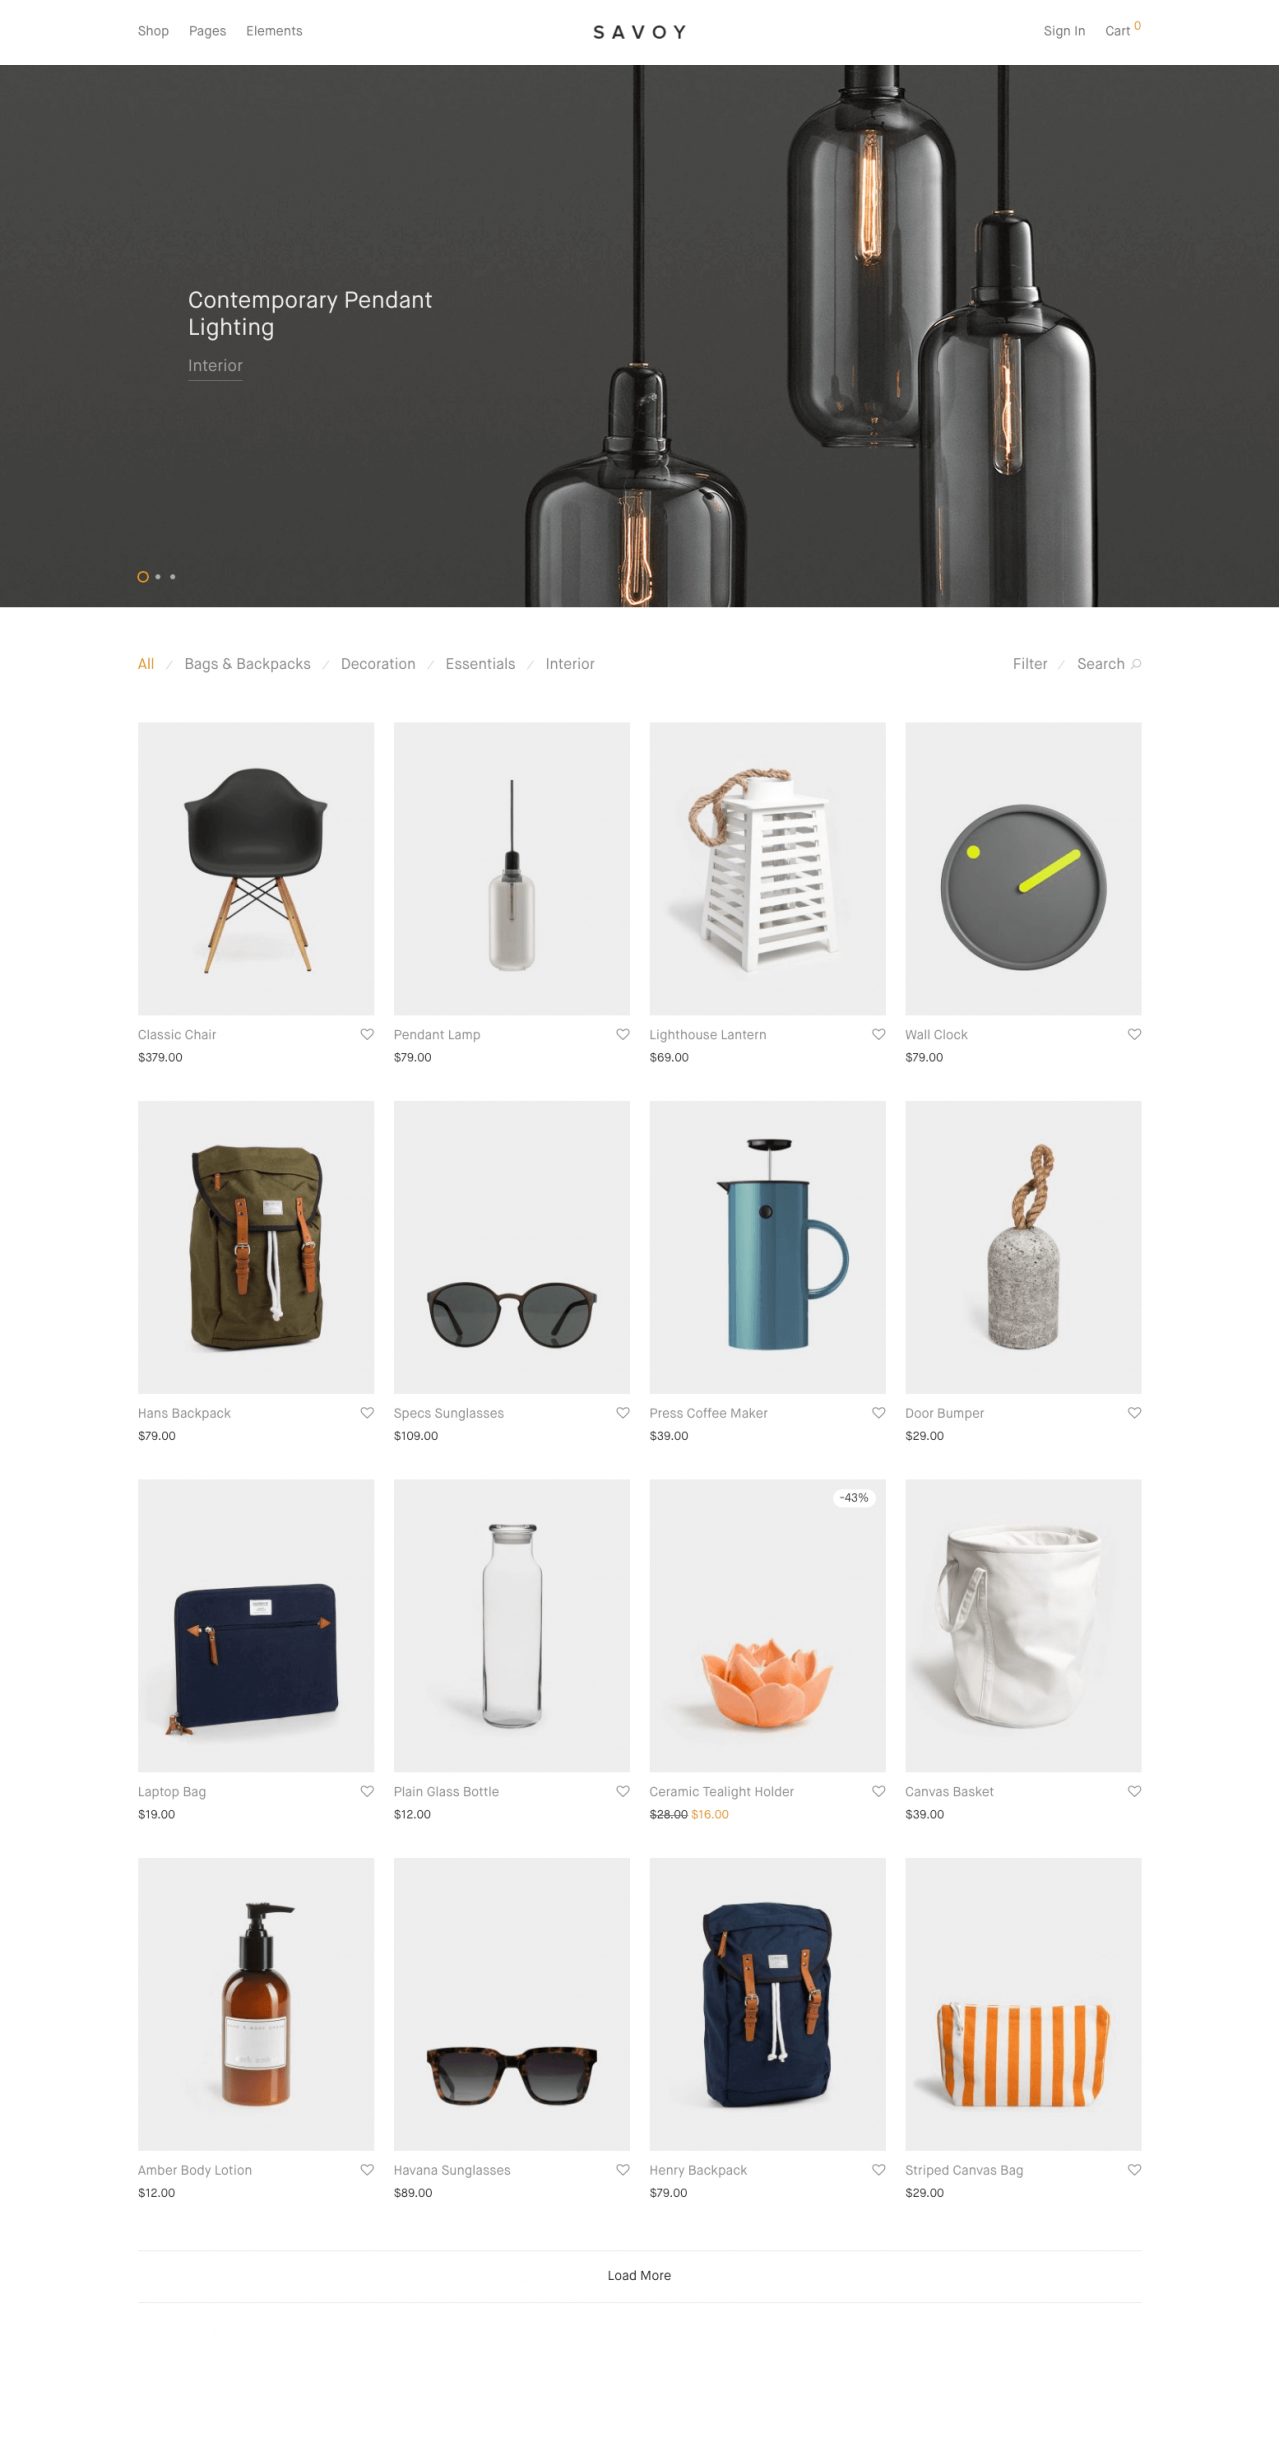 Shop Pages Elements
SAVOY
Sign In Cart 0
Contemporary Pendant
Lighting
Interior
All / Bags & Backpacks / Decoration / Essentials / Interior
Filter / Search
Classic Chair
$379.00
Pendant Lamp
$79.00
Lighthouse Lantern
$69.00
Wall Clock
$79.00
Hans Backpack
$79.00
Specs Sunglasses
$109.00
Press Coffee Maker
$39.00
Door Bumper
$29.00
Laptop Bag
$19.00
Plain Glass Bottle
$12.00
-43%
Ceramic Tealight Holder
$28.00 $16.00
Canvas Basket
$39.00
Amber Body Lotion
$12.00
Havana Sunglasses
$89.00
Henry Backpack
$79.00
Striped Canvas Bag
$29.00
Load More